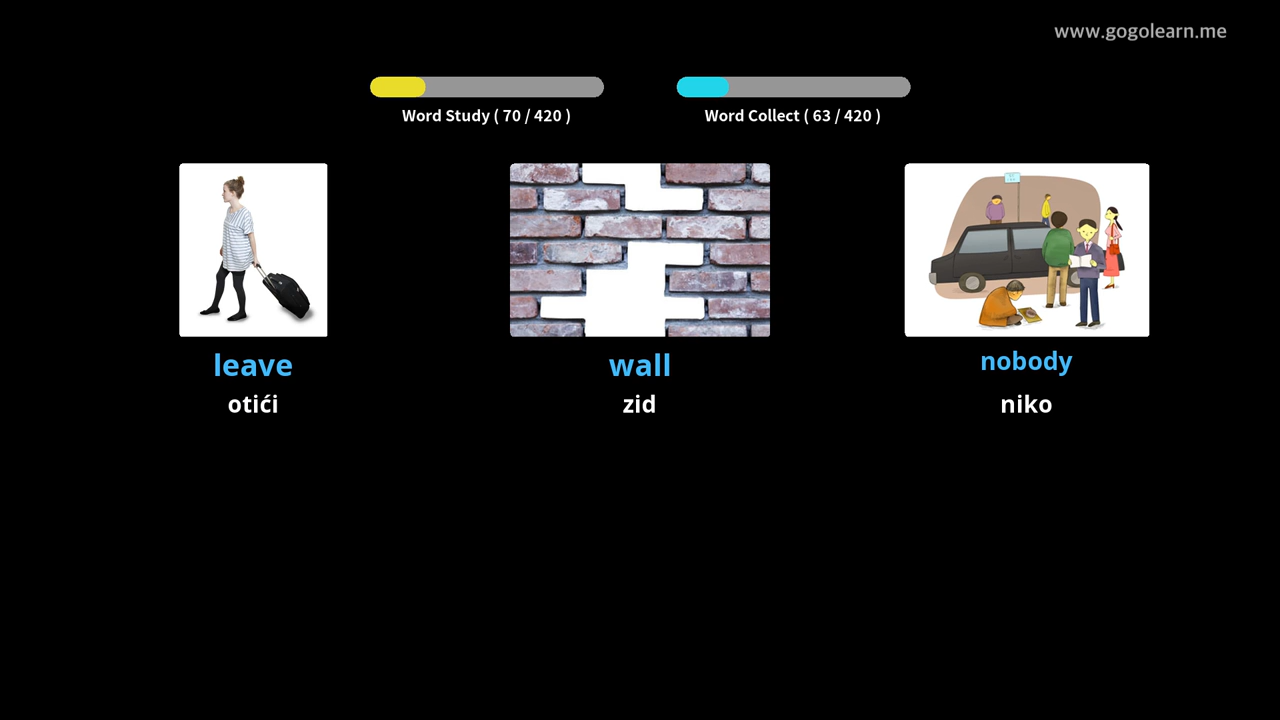 www.gogolearn.me
Word Study ( 70 / 420 )
Word Collect ( 63 / 420 )
leave
otići
wall
zid
nobody
niko